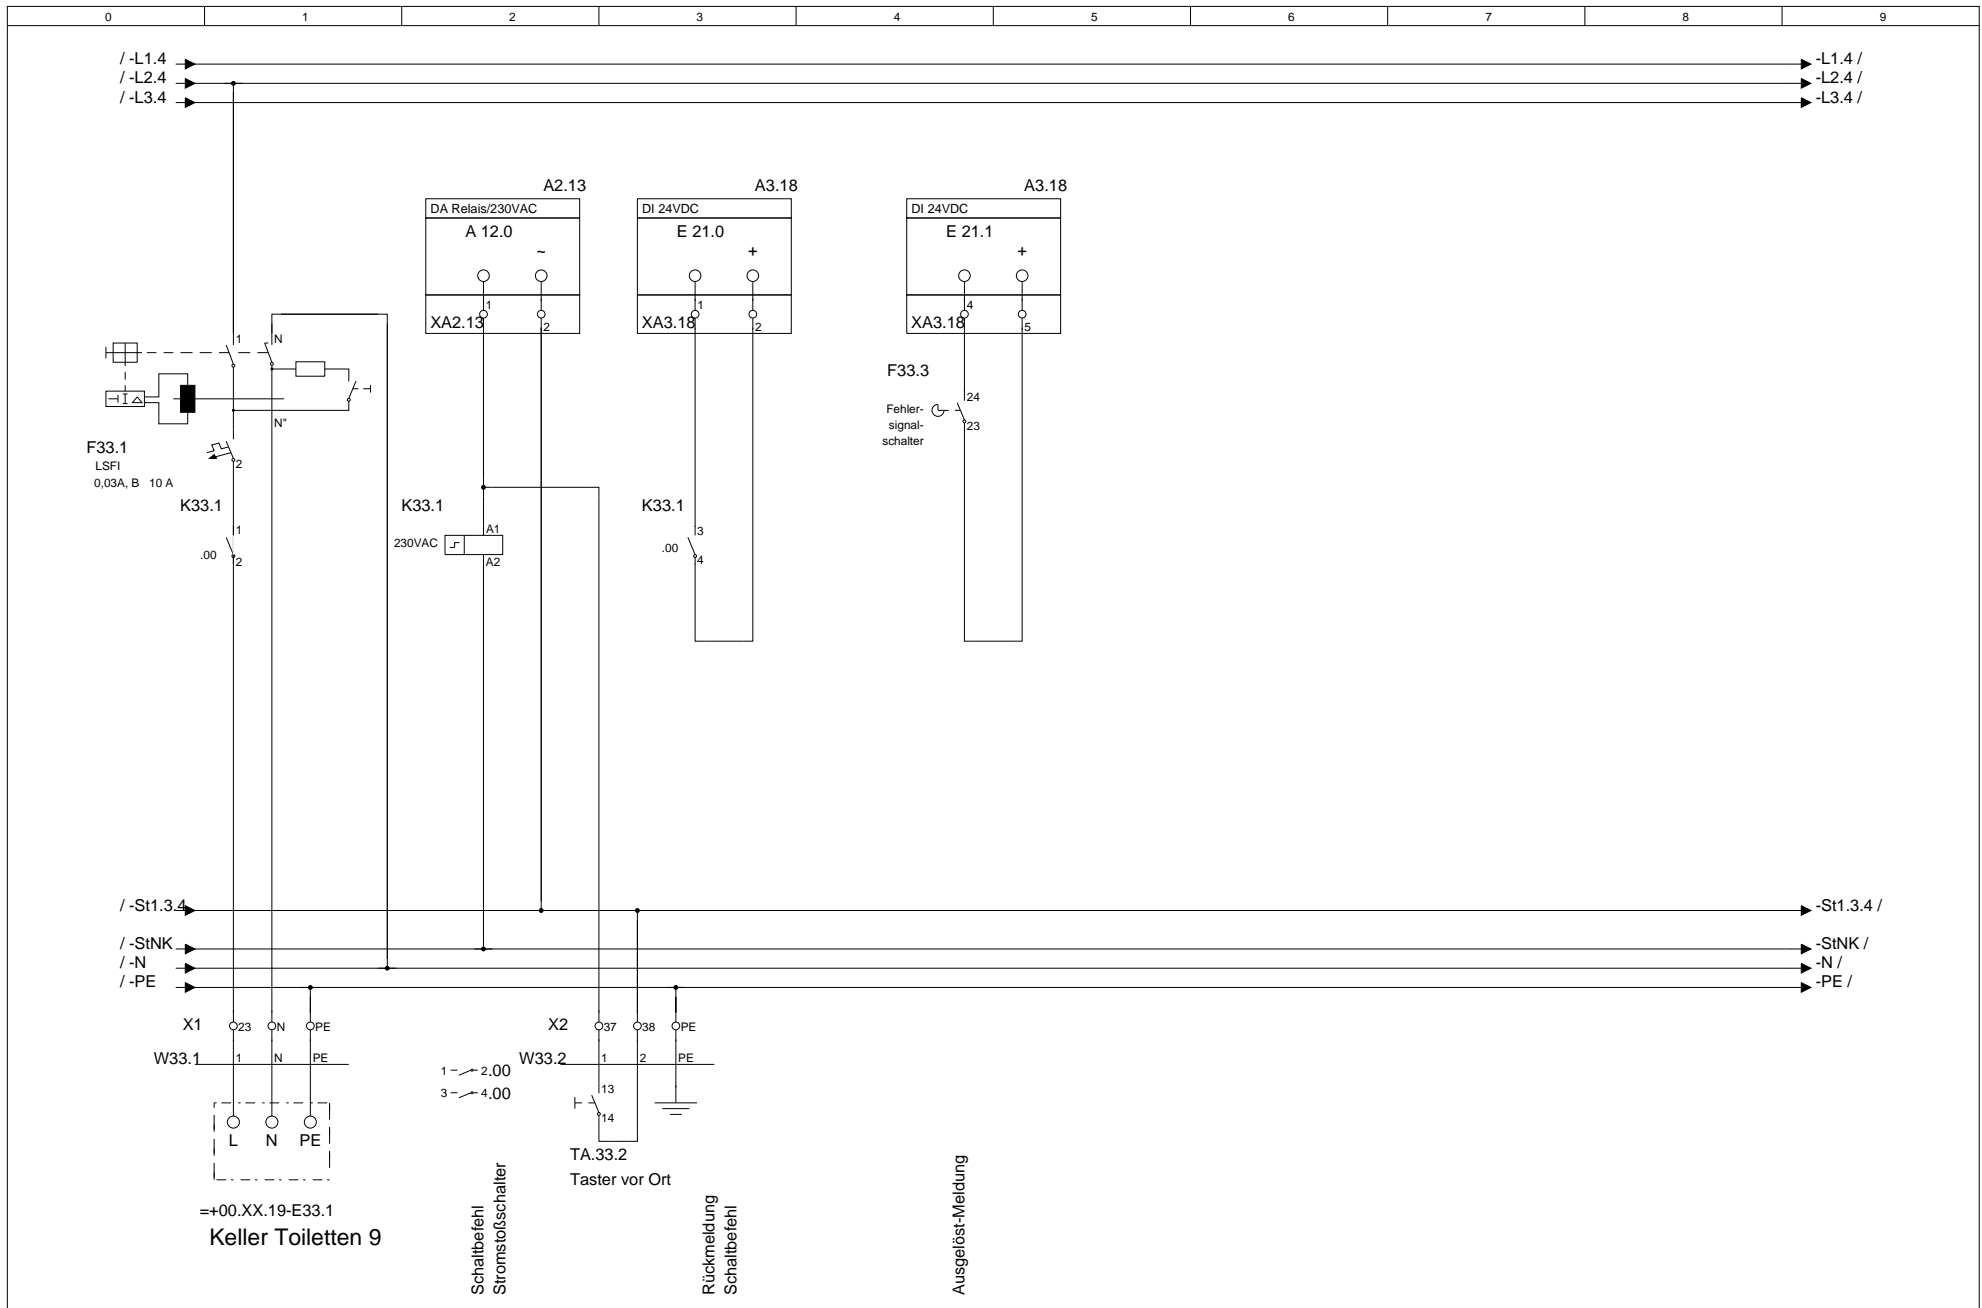 0 1 2 3 4 5 6 7 8 9
/ -L1.4 -L1.4 /
/ -L2.4 -L2.4 /
/ -L3.4 -L3.4 /
A2.13 A3.18 A3.18
DA Relais/230VAC DI 24VDC DI 24VDC
A 12.0 E 21.0 E 21.1
~ + +
1 1 4
XA2.13 2 XA3.18 2 XA3.18 5
1 N
F33.3
24
Fehler-
signal-
schalter
23
N"
F33.1
LSFI
0,03A, B 10 A
2
K33.1 K33.1 K33.1
1 A1 3
.00 230VAC .00
2 A2 4
/ -St1.3.4 -St1.3.4 /
/ -StNK -StNK /
/ -N -N /
/ -PE -PE /
X1 23 N PE X2 37 38 PE
W33.1 1 N PE W33.2 1 2 PE
1 2.00
3 4.00
13
14
L N PE
TA.33.2
Taster vor Ort
=+00.XX.19-E33.1
Keller Toiletten 9
Schaltbefehl
Stromstoßschalter
Rückmeldung
Schaltbefehl
Ausgelöst-Meldung